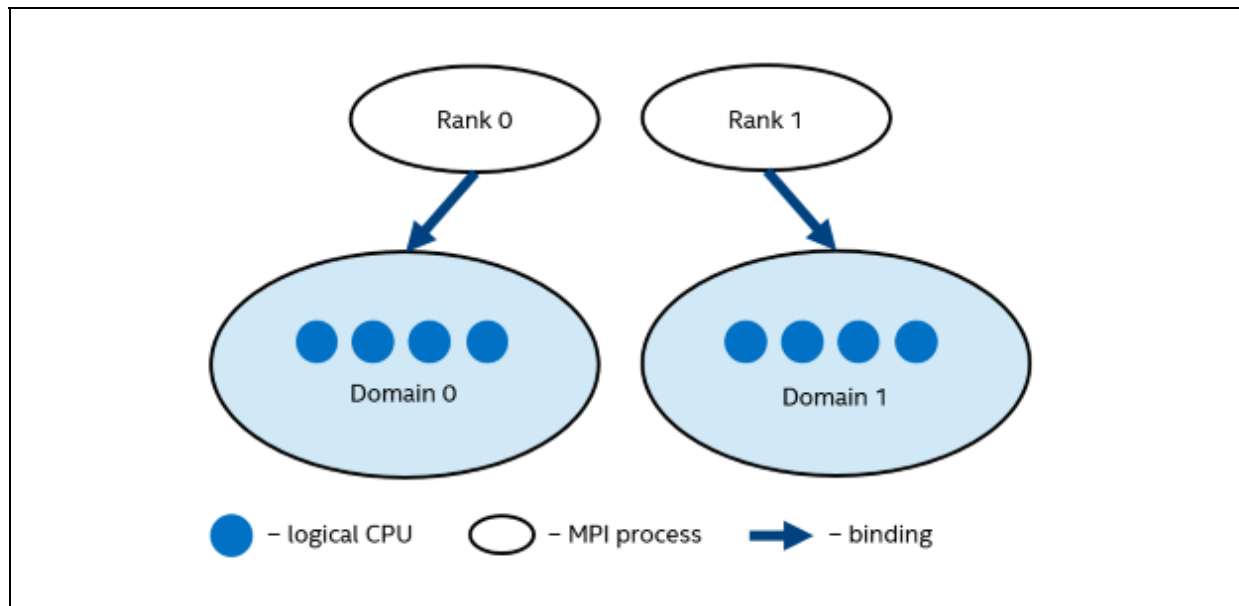 Rank 0
Rank 1
Domain 0
Domain 1
– logical CPU
– MPI process
– binding